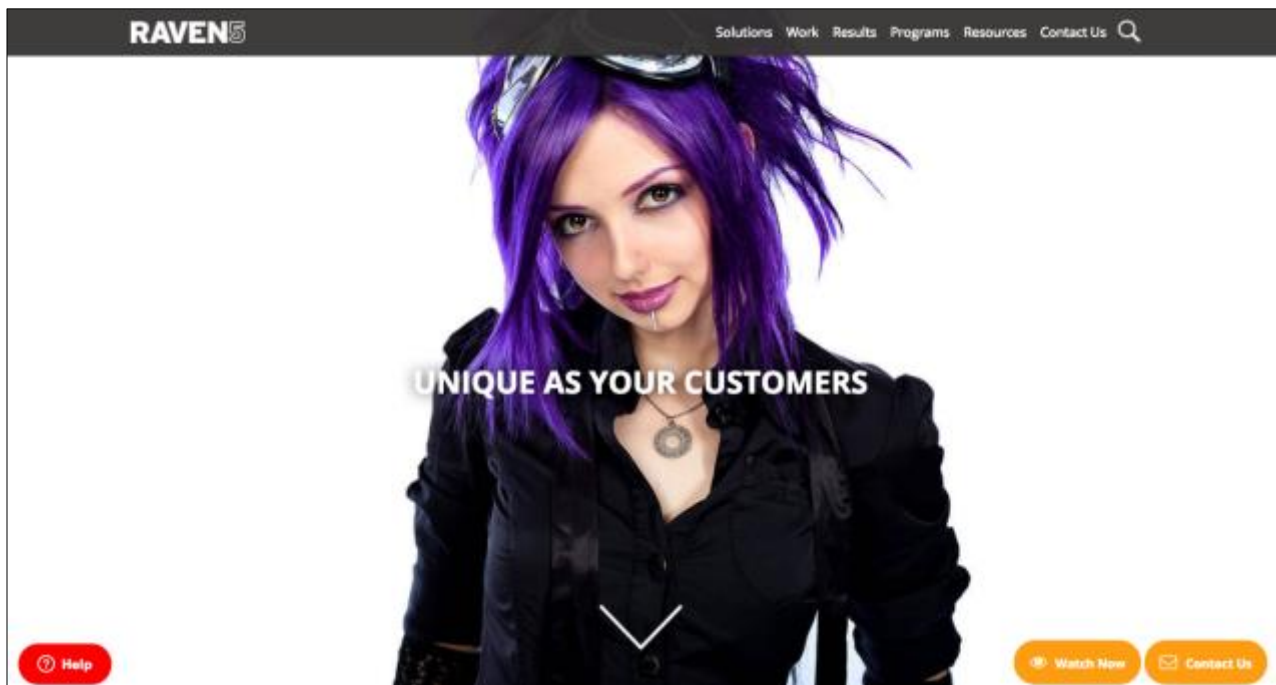 RAVEN5
Solutions Work Results Programs Resources Contact Us
UNIQUE AS YOUR CUSTOMERS
Help
Watch Now
Contact Us